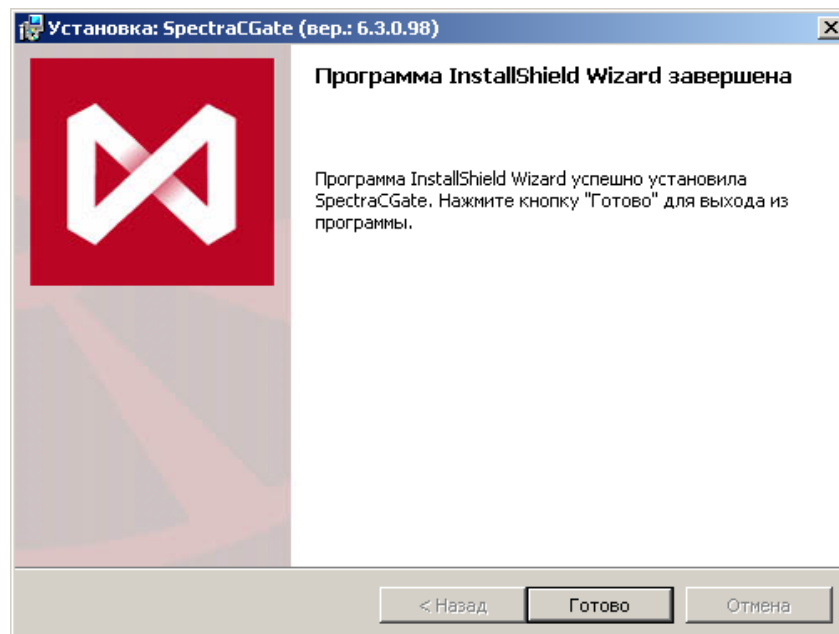 Установка: SpectraCGate (вер.: 6.3.0.98)
Программа InstallShield Wizard завершена
Программа InstallShield Wizard успешно установила
SpectraCGate. Нажмите кнопку "Готово" для выхода из
программы.
< Назад
Готово
Отмена